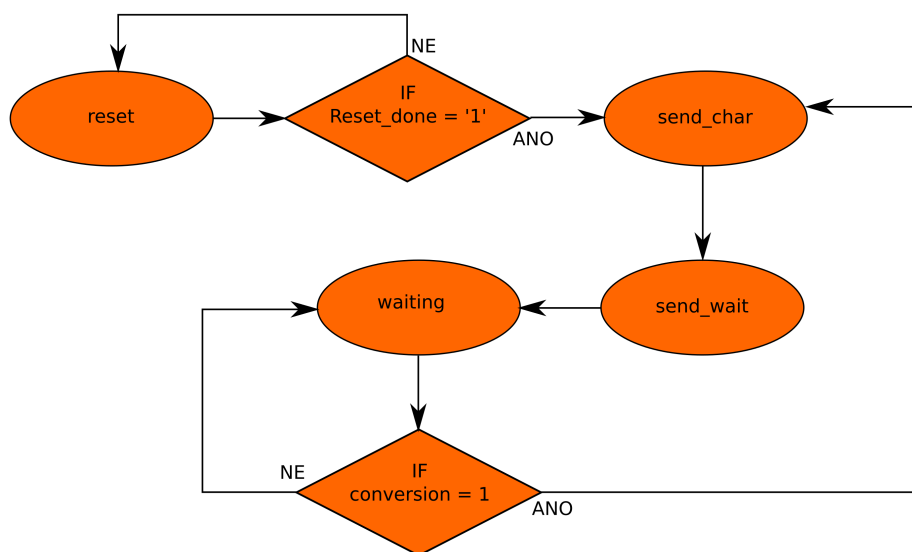 NE
reset
IF
Reset_done = '1'
ANO
send_char
waiting
send_wait
NE
IF
conversion = 1
ANO